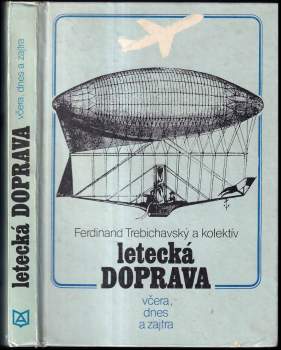 letecká DOPRAVA včera, dnes a zajtra
Ferdinand Trebichavský a kolektív
letecká
DOPRAVA
včera,
dnes
a zajtra